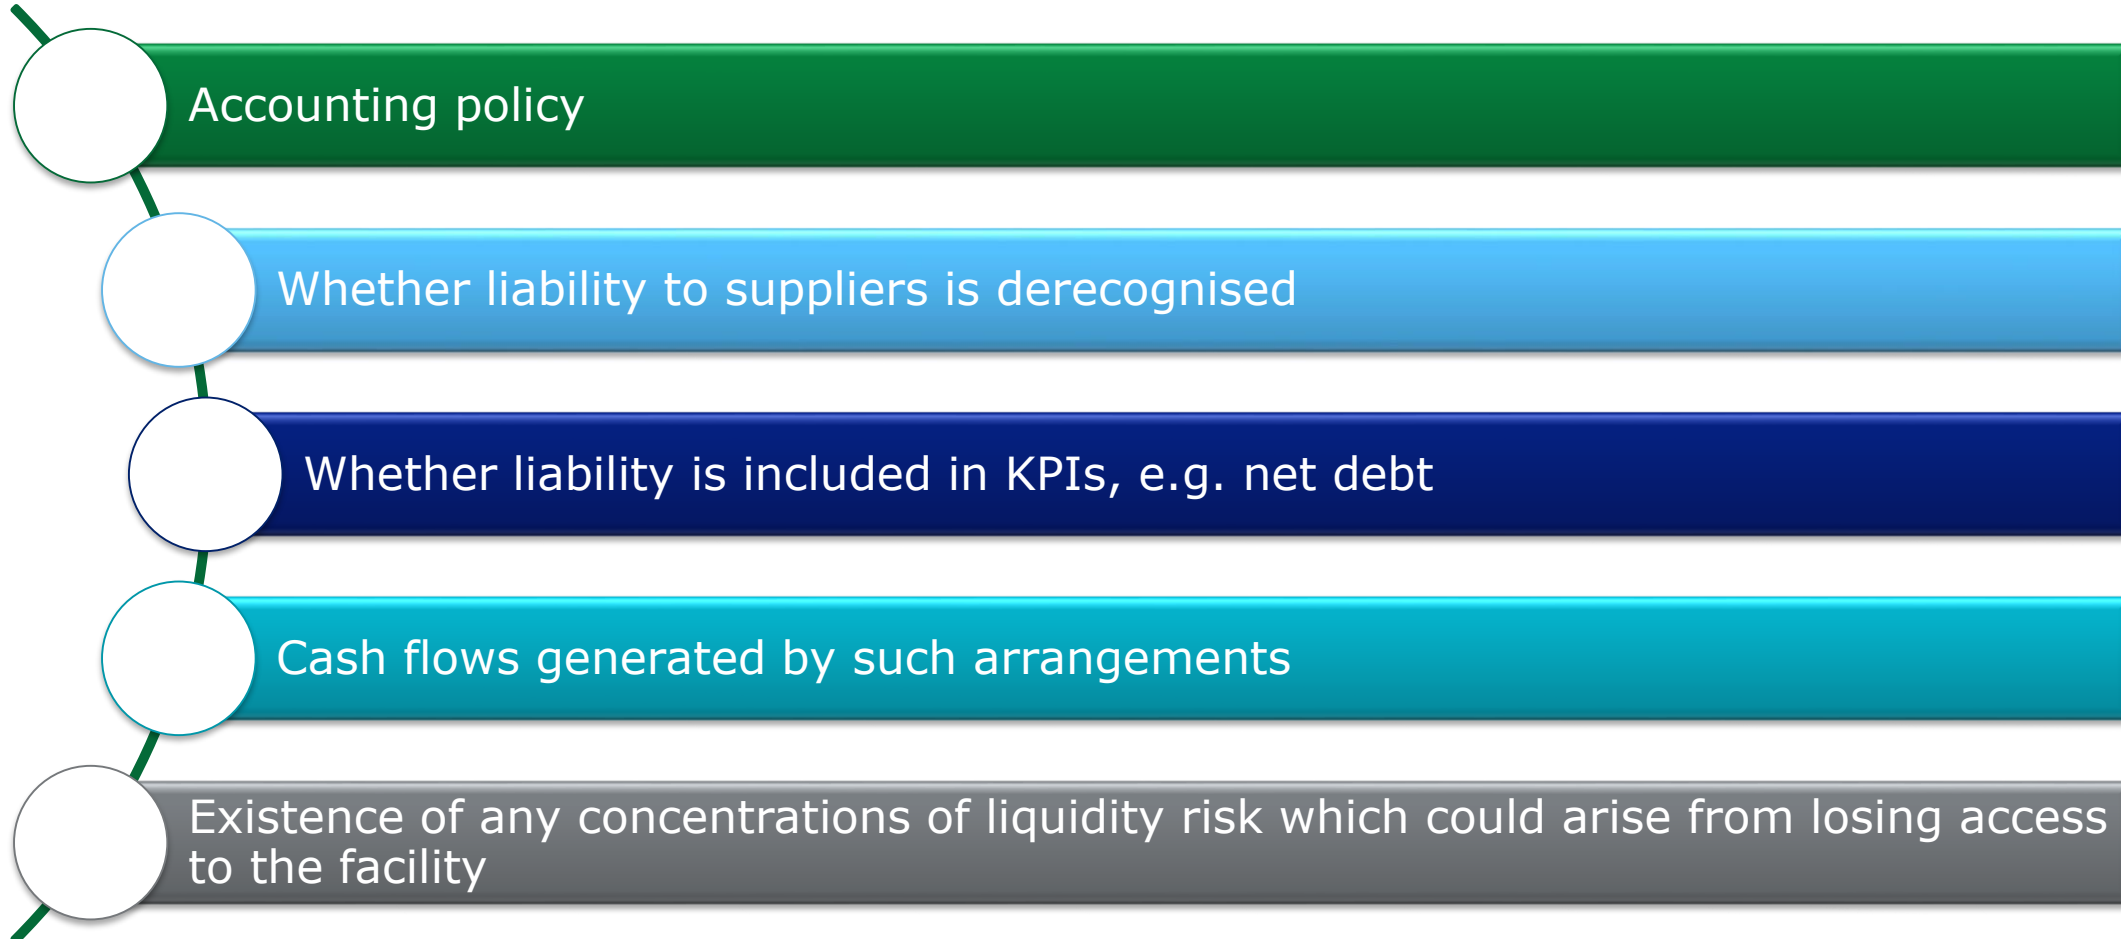 Accounting policy
Whether liability to suppliers is derecognised
Whether liability is included in KPIs, e.g. net debt
Cash flows generated by such arrangements
Existence of any concentrations of liquidity risk which could arise from losing access
to the facility